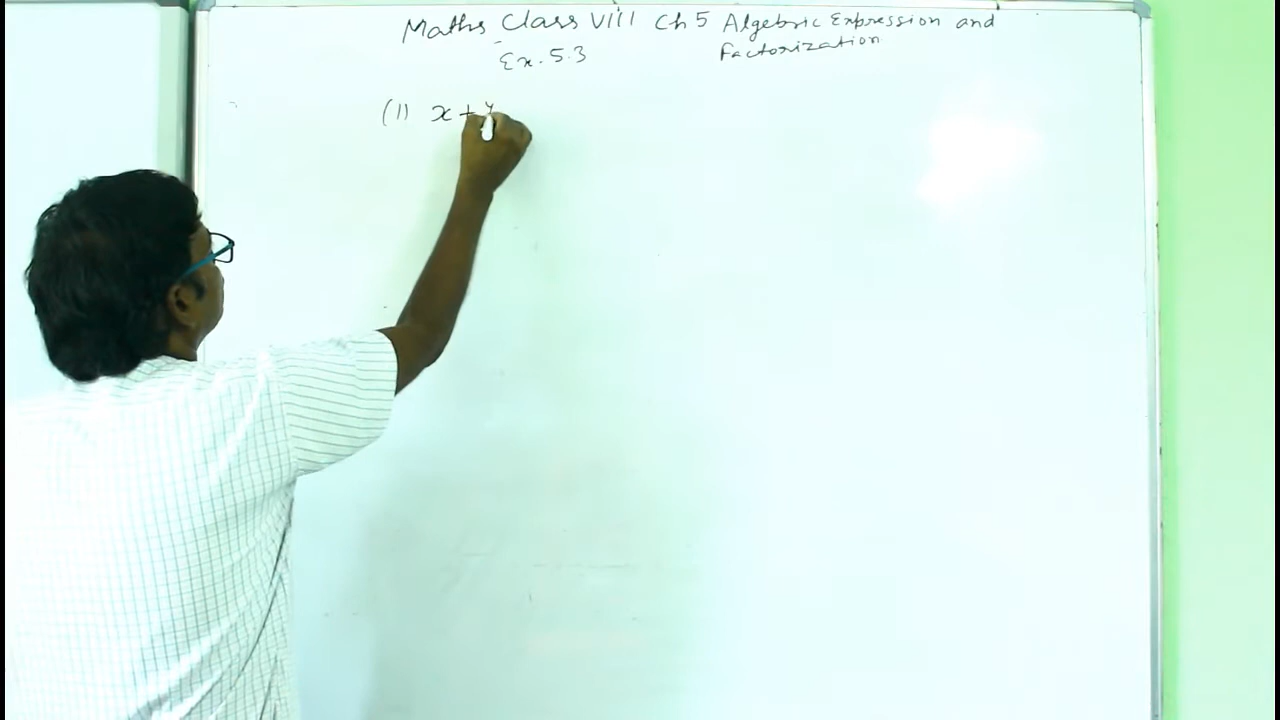 Maths Class VIII Ch 5 Algebric Expression and
Factorization
Ex. 5.3
(1) x + y